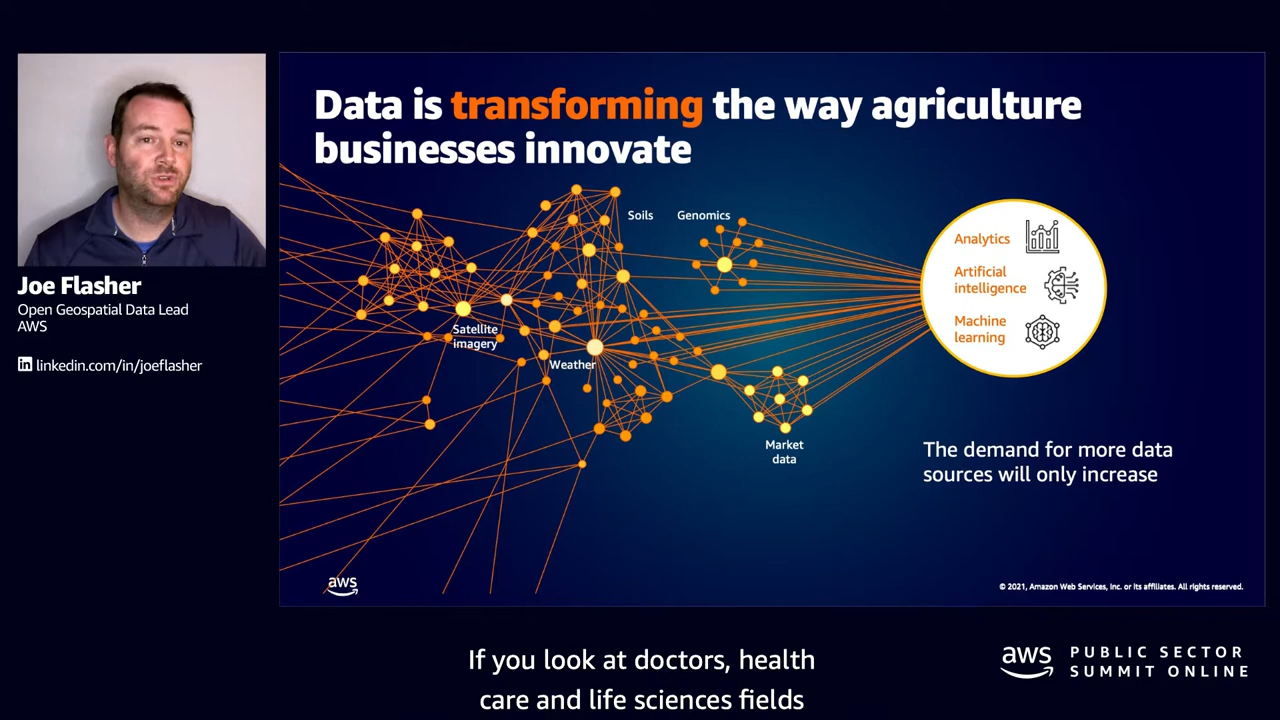 Data is transforming the way agriculture
businesses innovate
Joe Flasher
Open Geospatial Data Lead
AWS
in linkedin.com/in/joeflasher
Soils
Genomics
Satellite
imagery
Weather
Market
data
Analytics
Artificial
intelligence
Machine
learning
The demand for more data
sources will only increase
aws
© 2021, Amazon Web Services, Inc. or its affiliates. All rights reserved.
If you look at doctors, health
care and life sciences fields
aws
PUBLIC SECTOR
SUMMIT ONLINE